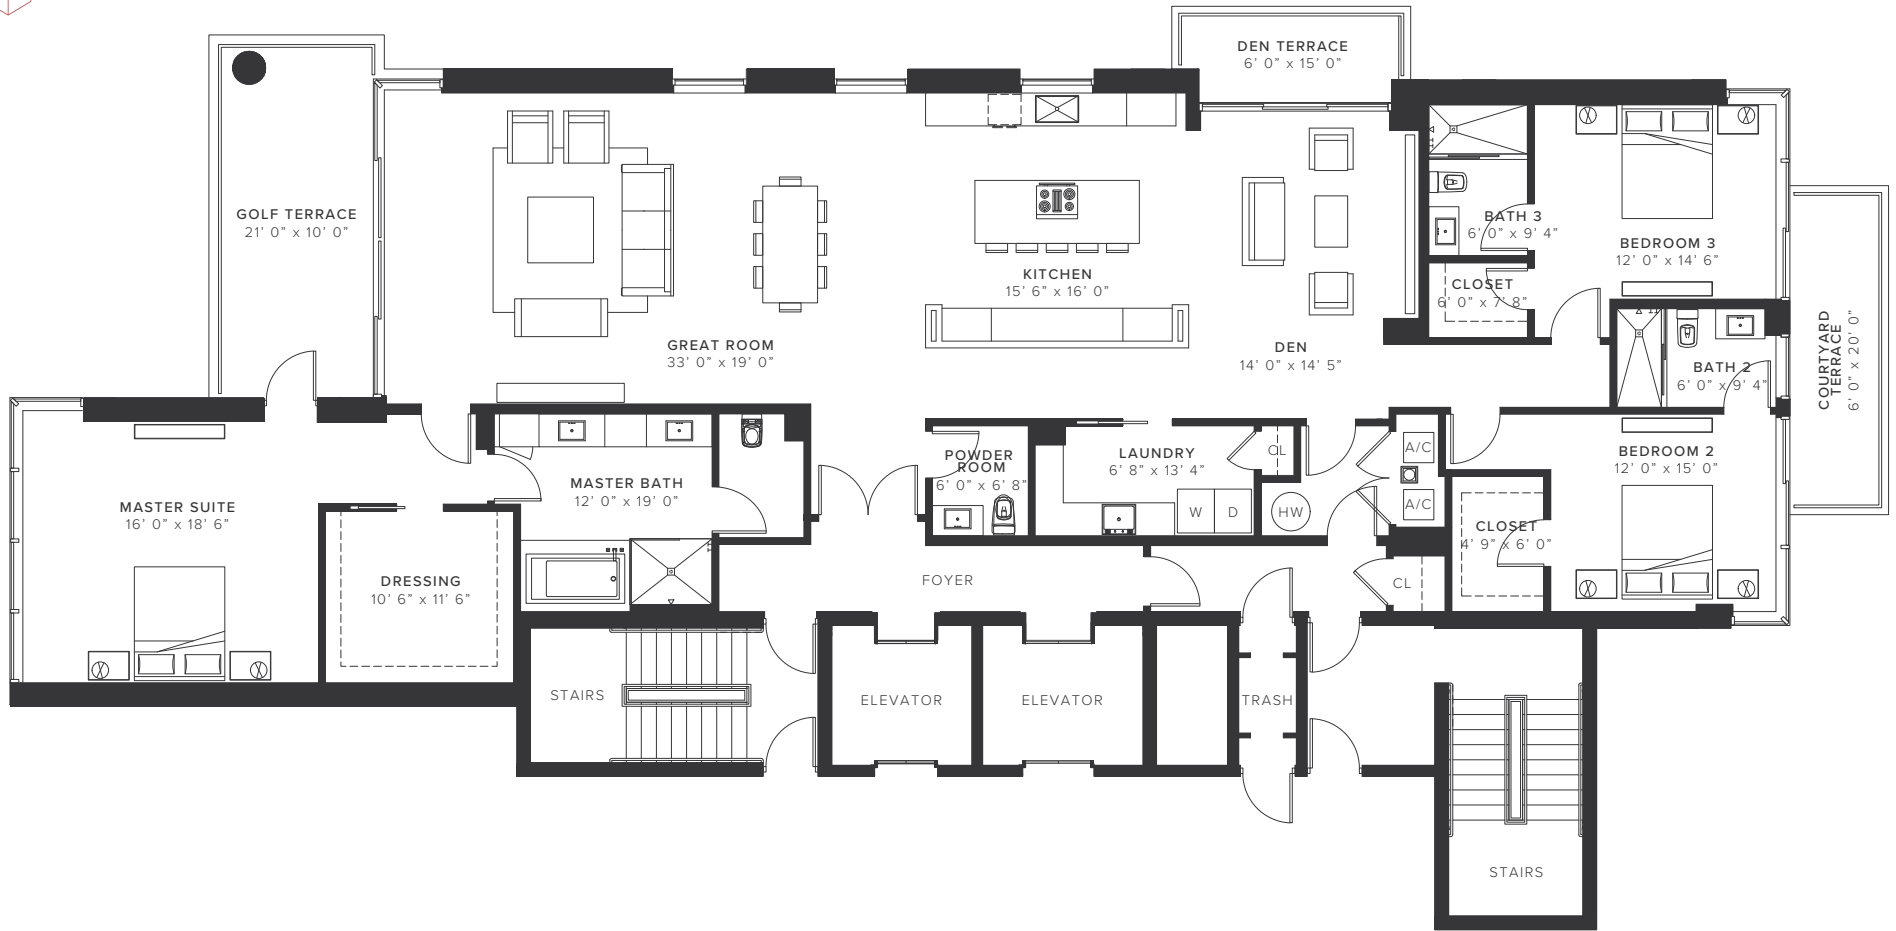 DEN TERRACE
6' 0" x 15' 0"
GOLF TERRACE
21' 0" x 10' 0"
BATH 3
6' 0" x 9' 4"
BEDROOM 3
12' 0" x 14' 6"
KITCHEN
15' 6" x 16' 0"
CLOSET
6' 0" x 7' 8"
GREAT ROOM
33' 0" x 19' 0"
DEN
14' 0" x 14' 5"
BATH 2
6' 0" x 9' 4"
COURTYARD
TERRACE
6' 0" x 20' 0"
POWDER
ROOM
6' 0" x 6' 8"
LAUNDRY
6' 8" x 13' 4"
CL
A/C
BEDROOM 2
12' 0" x 15' 0"
MASTER SUITE
16' 0" x 18' 6"
MASTER BATH
12' 0" x 19' 0"
W
D
HW
A/C
CLOSET
4' 9" x 6' 0"
DRESSING
10' 6" x 11' 6"
FOYER
CL
STAIRS
ELEVATOR
ELEVATOR
TRASH
STAIRS